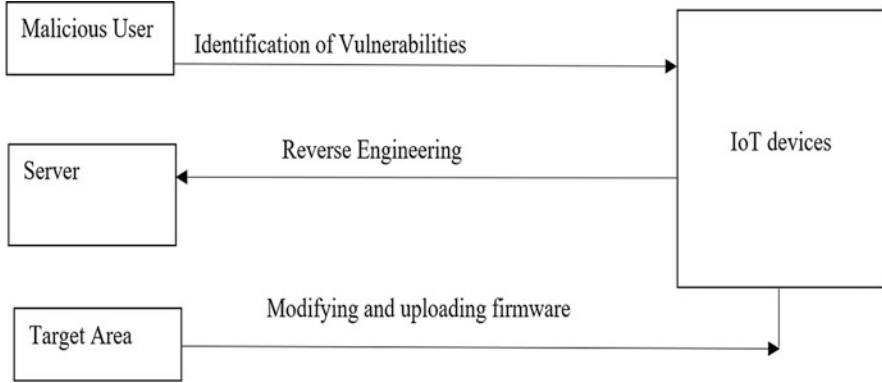 Malicious User
Identification of Vulnerabilities
Server
Reverse Engineering
IoT devices
Target Area
Modifying and uploading firmware